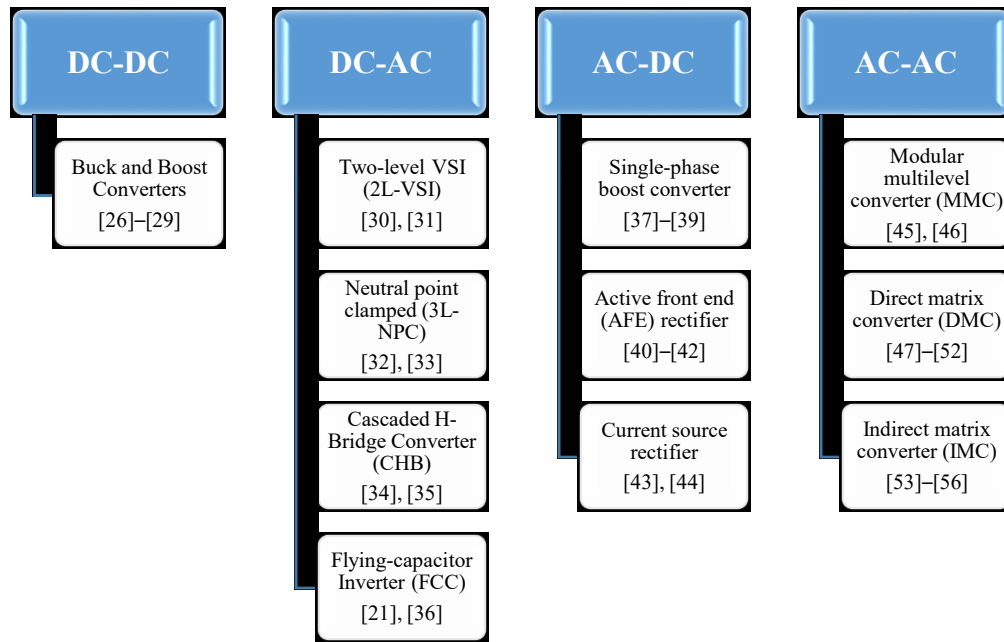 DC-DC
Buck and Boost
Converters
[26]–[29]
DC-AC
Two-level VSI
(2L-VSI)
[30], [31]
Neutral point
clamped (3L-
NPC)
[32], [33]
Cascaded H-
Bridge Converter
(CHB)
[34], [35]
Flying-capacitor
Inverter (FCC)
[21], [36]
AC-DC
Single-phase
boost converter
[37]–[39]
Active front end
(AFE) rectifier
[40]–[42]
Current source
rectifier
[43], [44]
AC-AC
Modular
multilevel
converter (MMC)
[45], [46]
Direct matrix
converter (DMC)
[47]–[52]
Indirect matrix
converter (IMC)
[53]–[56]